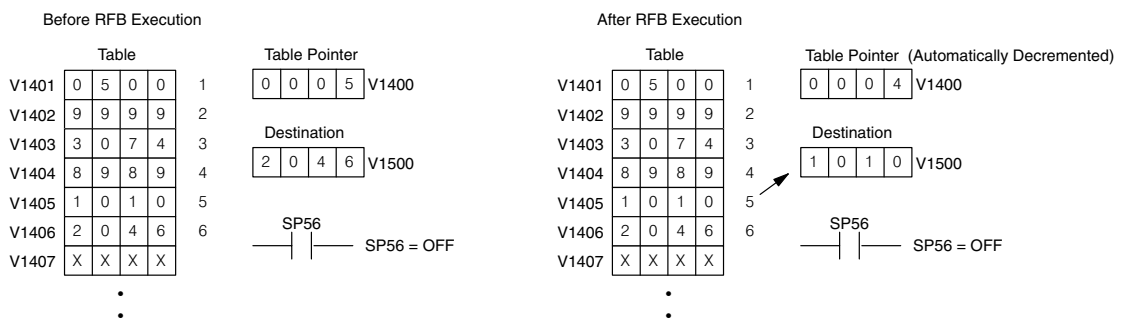 Before RFB Execution
Table
Table Pointer
V1401 0 5 0 0 1
0 0 0 5 V1400
V1402 9 9 9 9 2
V1403 3 0 7 4 3
Destination
V1404 8 9 8 9 4
2 0 4 6 V1500
V1405 1 0 1 0 5
V1406 2 0 4 6 6
SP56
SP56 = OFF
V1407 X X X X
After RFB Execution
Table
Table Pointer (Automatically Decremented)
V1401 0 5 0 0 1
0 0 0 4 V1400
V1402 9 9 9 9 2
V1403 3 0 7 4 3
Destination
V1404 8 9 8 9 4
1 0 1 0 V1500
V1405 1 0 1 0 5
V1406 2 0 4 6 6
SP56
SP56 = OFF
V1407 X X X X